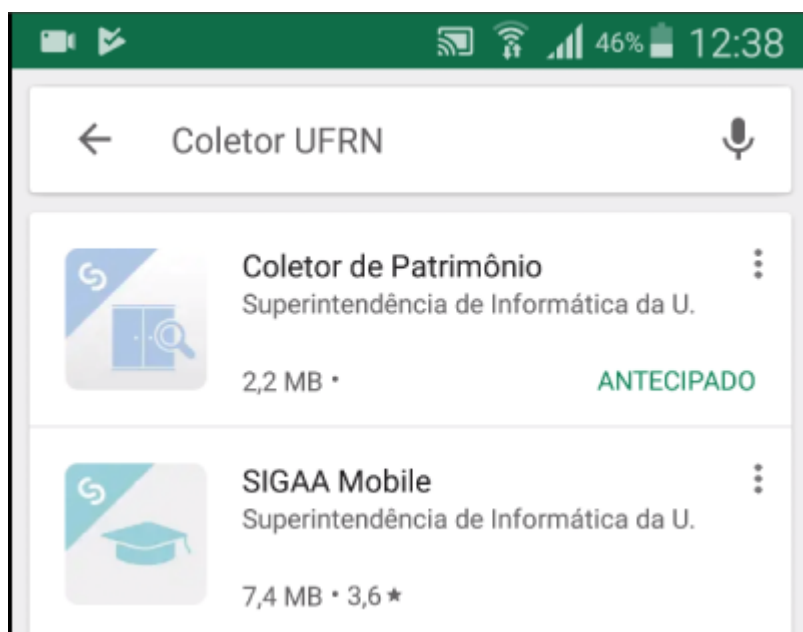 46% 12:38
Coletor UFRN
Coletor de Patrimônio
Superintendência de Informática da U.
2,2 MB •
ANTECIPADO
SIGAA Mobile
Superintendência de Informática da U.
7,4 MB • 3,6 ★